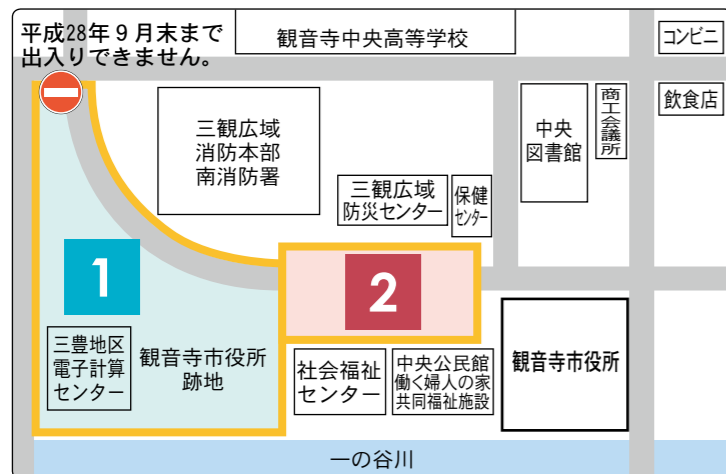 平成28年９月末まで
出入りできません。
観音寺中央高等学校
コンビニ
三観広域
消防本部
南消防署
中央
図書館
商工会議所
飲食店
三観広域
防災センター
保健
センター
1
2
三豊地区
電子計算
センター
観音寺市役所
跡地
社会福祉
センター
中央公民館
働く婦人の家
共同福祉施設
観音寺市役所
一の谷川